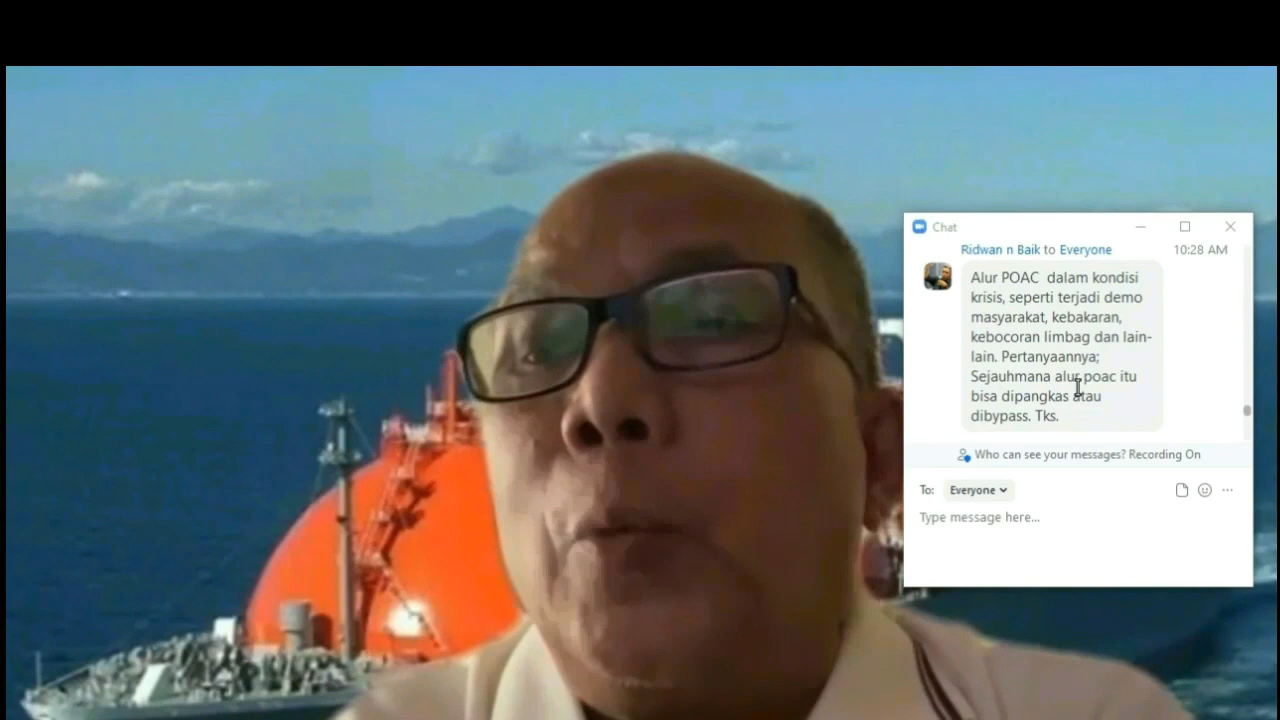 Chat
Ridwan n Baik to Everyone 10:28 AM
Alur POAC dalam kondisi
krisis, seperti terjadi demo
masyarakat, kebakaran,
kebocoran limbag dan lain-
lain. Pertanyaannya;
Sejauhmana alur poac itu
bisa dipangkas atau
dibypass. Tks.
Who can see your messages? Recording On
To: Everyone
Type message here...